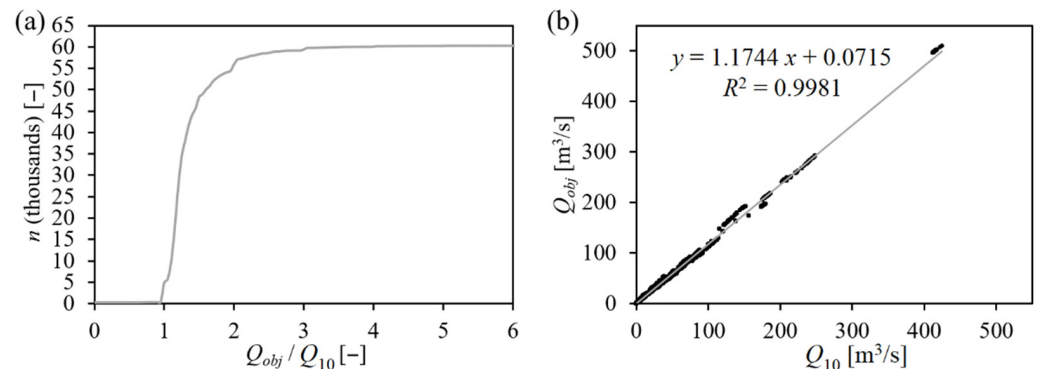 (a)
n (thousands) [–]
65
60
55
50
45
40
35
30
25
20
15
10
5
0
0 1 2 3 4 5 6
Qobj / Q10 [–]
(b)
y = 1.1744 x + 0.0715
R² = 0.9981
Qobj [m³/s]
500
400
300
200
100
0
0 100 200 300 400 500
Q10 [m³/s]